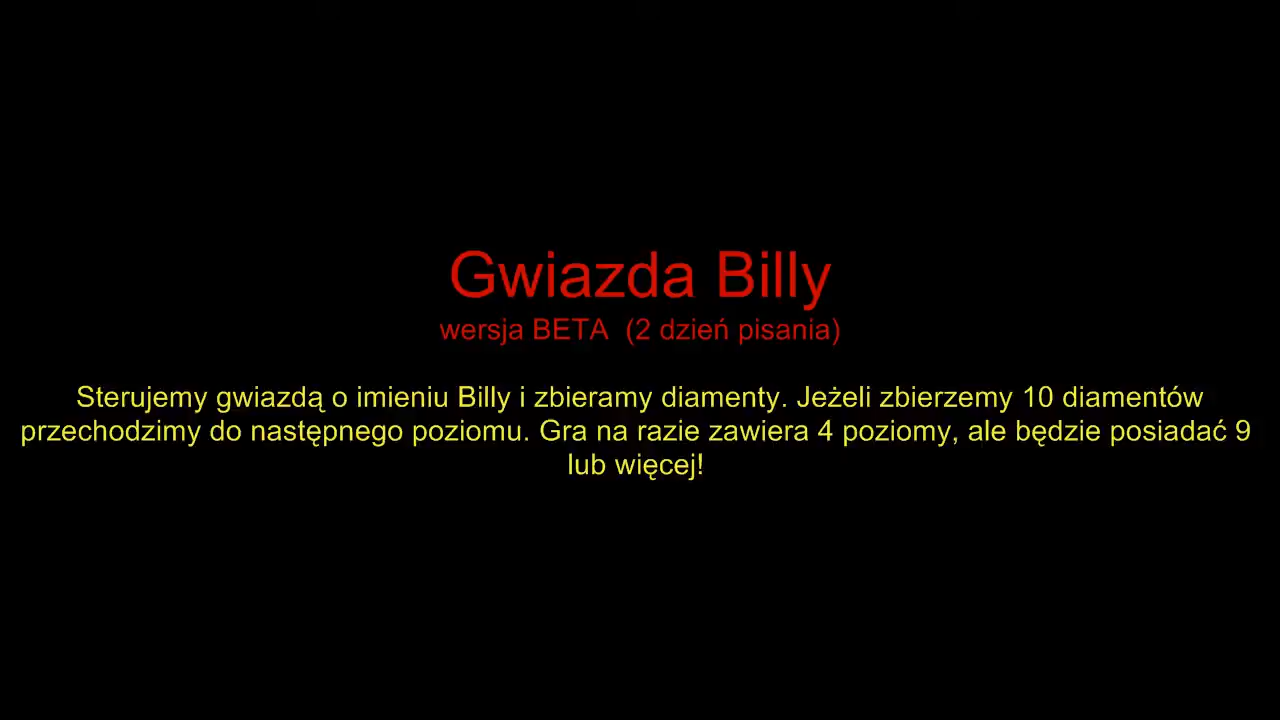 Gwiazda Billy
wersja BETA (2 dzień pisania)
Sterujemy gwiazdą o imieniu Billy i zbieramy diamenty. Jeżeli zbierzemy 10 diamentów
przechodzimy do następnego poziomu. Gra na razie zawiera 4 poziomy, ale będzie posiadać 9
lub więcej!